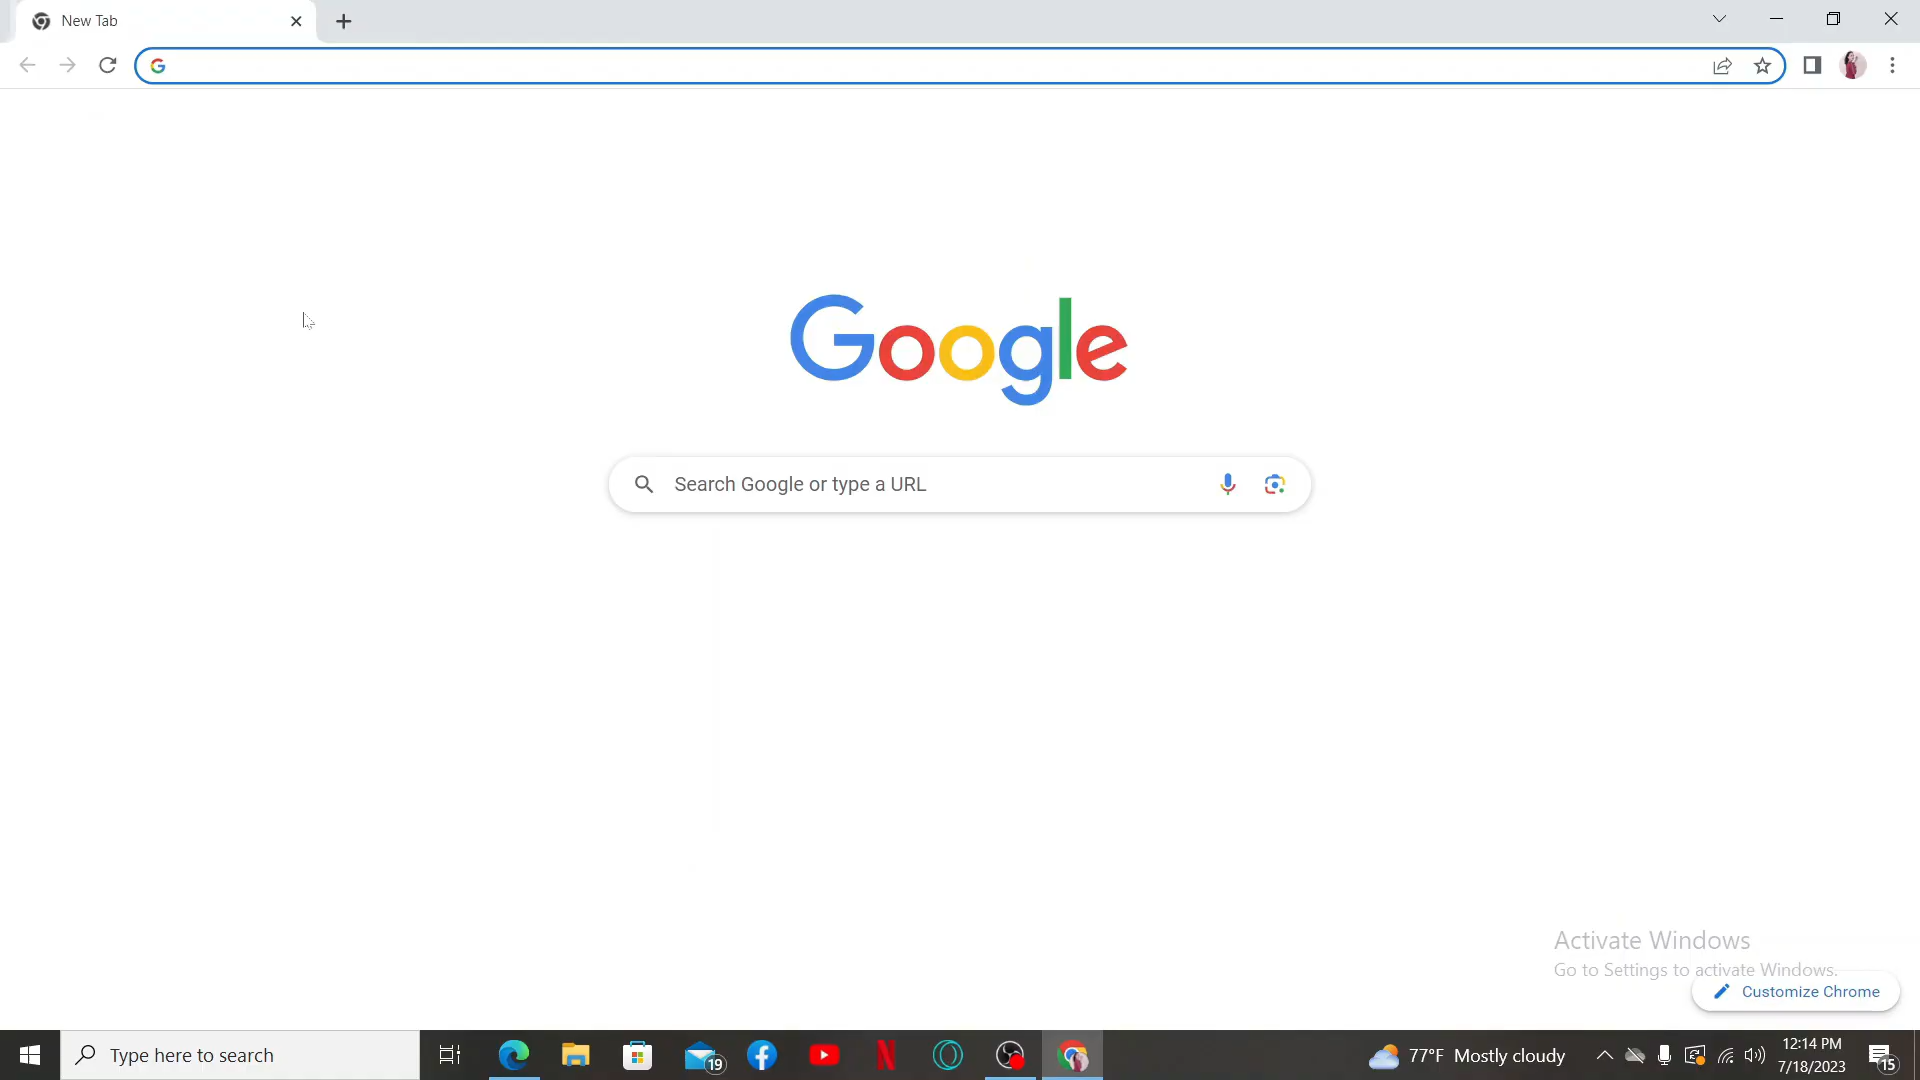 New Tab
Google
Search Google or type a URL
Activate Windows
Go to Settings to activate Windows.
Customize Chrome
Type here to search
19
77°F Mostly cloudy
12:14 PM
7/18/2023
15